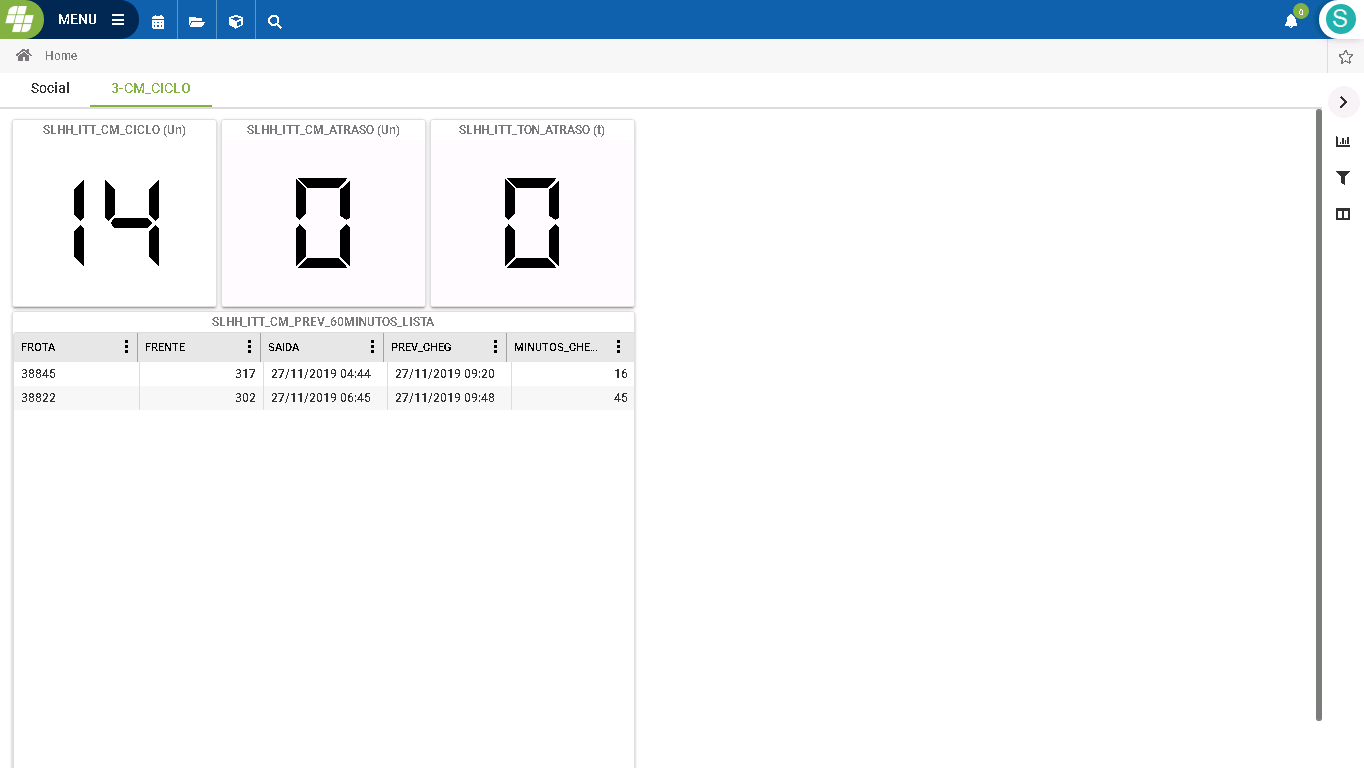 MENU
0
S
Home
Social 3-CM_CICLO
SLHH_ITT_CM_CICLO (Un) SLHH_ITT_CM_ATRASO (Un) SLHH_ITT_TON_ATRASO (t)
14 0 0
SLHH_ITT_CM_PREV_60MINUTOS_LISTA
FROTA FRENTE SAIDA PREV_CHEG MINUTOS_CHE...
38845 317 27/11/2019 04:44 27/11/2019 09:20 16
38822 302 27/11/2019 06:45 27/11/2019 09:48 45